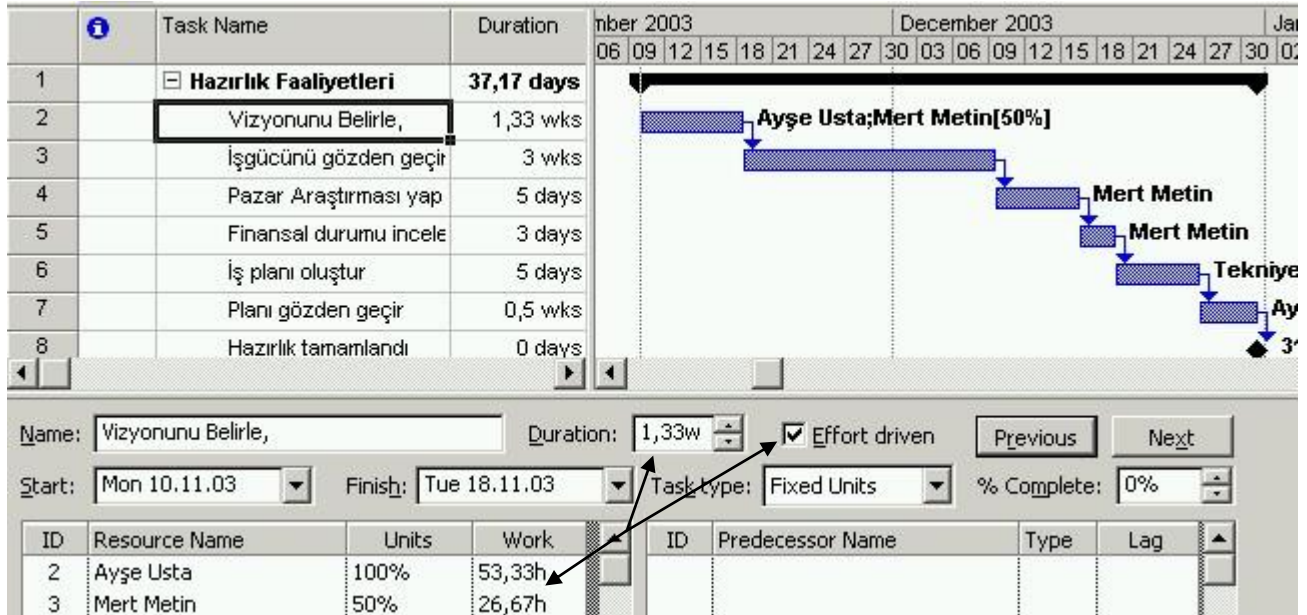 Task Name Duration nber 2003 December 2003 Jan
06 09 12 15 18 21 24 27 30 03 06 09 12 15 18 21 24 27 30 02
1 Hazırlık Faaliyetleri 37,17 days
2 Vizyonunu Belirle, 1,33 wks Ayşe Usta;Mert Metin[50%]
3 İşgücünü gözden geçir 3 wks
4 Pazar Araştırması yap 5 days Mert Metin
5 Finansal durumu incele 3 days Mert Metin
6 İş planı oluştur 5 days Tekniye
7 Planı gözden geçir 0,5 wks Ay
8 Hazırlık tamamlandı 0 days 31
Name: Vizyonunu Belirle, Duration: 1,33w Effort driven Previous Next
Start: Mon 10.11.03 Finish: Tue 18.11.03 Task type: Fixed Units % Complete: 0%
ID Resource Name Units Work ID Predecessor Name Type Lag
2 Ayşe Usta 100% 53,33h
3 Mert Metin 50% 26,67h